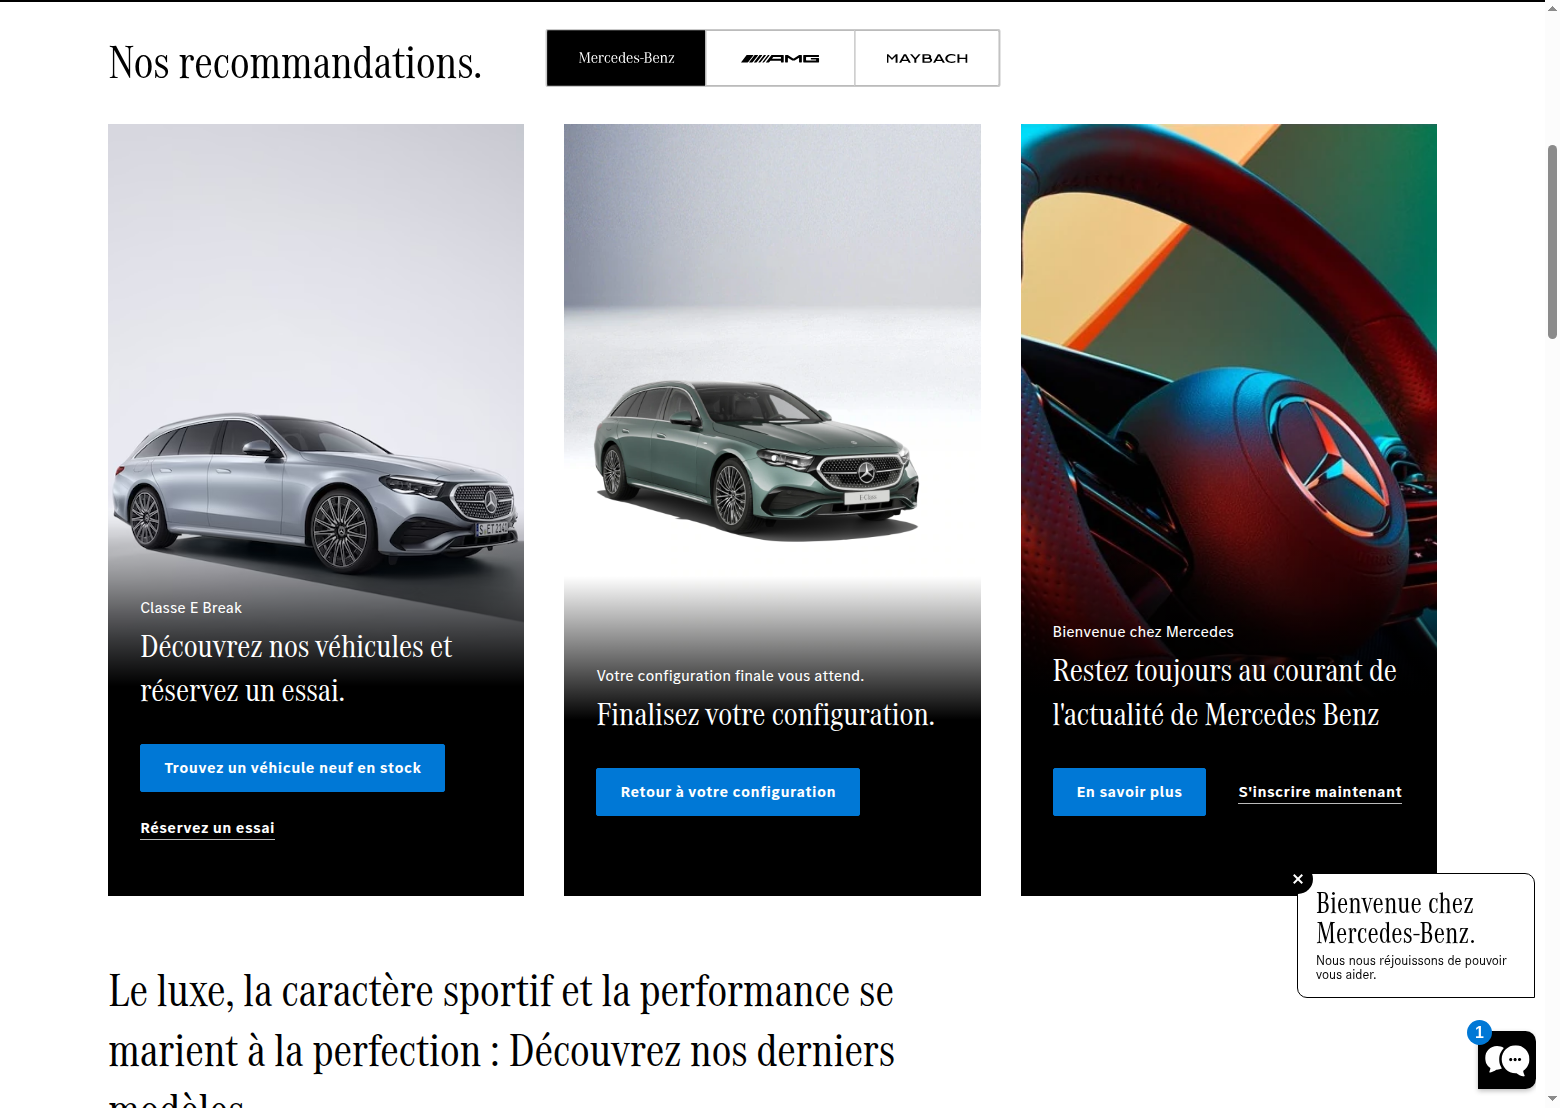 Nos recommandations.
Mercedes-Benz
AMG
MAYBACH
Classe E Break
Découvrez nos véhicules et
réservez un essai.
Trouvez un véhicule neuf en stock
Réservez un essai
Votre configuration finale vous attend.
Finalisez votre configuration.
Retour à votre configuration
Bienvenue chez Mercedes
Restez toujours au courant de
l'actualité de Mercedes Benz
En savoir plus
S'inscrire maintenant
Bienvenue chez
Mercedes-Benz.
Nous nous réjouissons de pouvoir
vous aider.
1
Le luxe, la caractère sportif et la performance se
marient à la perfection : Découvrez nos derniers
modèles